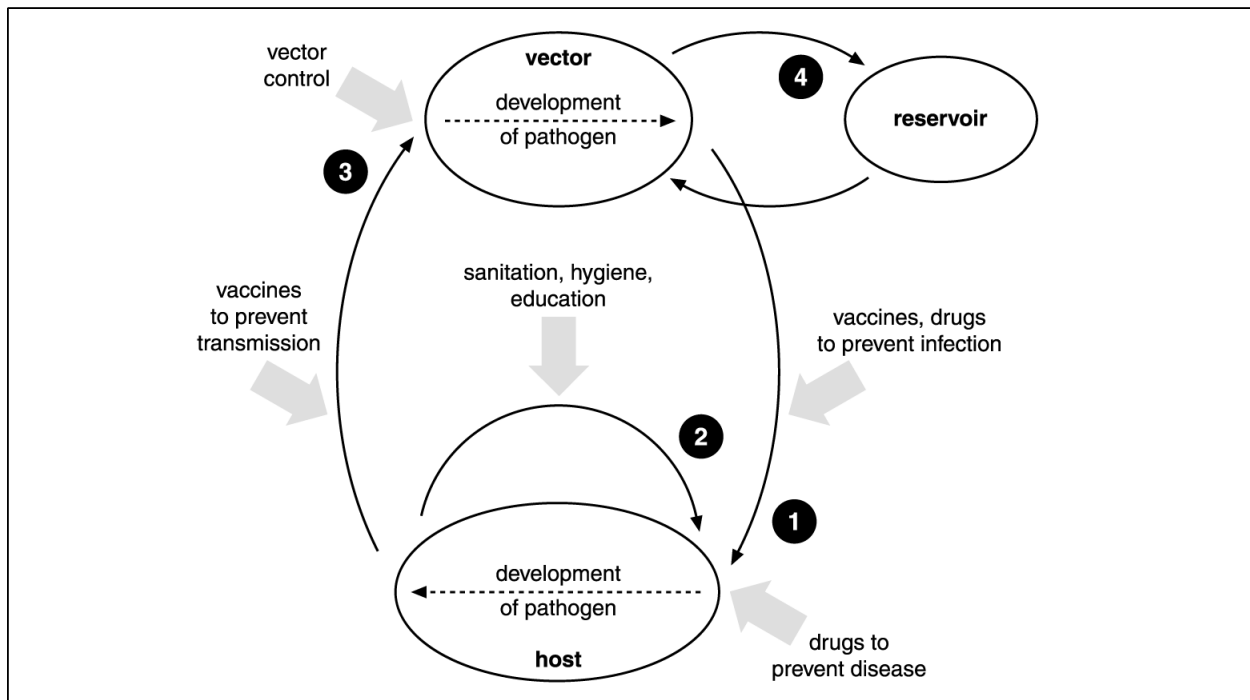 vector
control
vector
development
of pathogen
4
reservoir
3
sanitation, hygiene,
education
vaccines
to prevent
transmission
vaccines, drugs
to prevent infection
2
1
development
of pathogen
host
drugs to
prevent disease